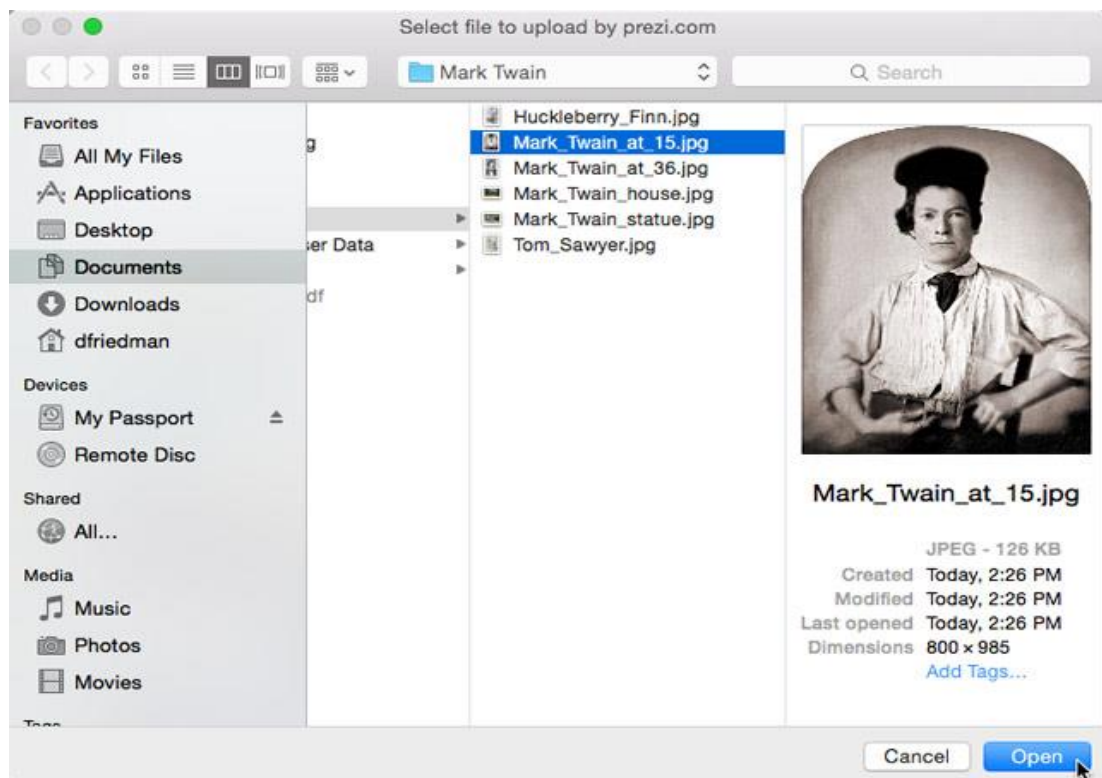 Select file to upload by prezi.com
Mark Twain
Search
Favorites
All My Files
Applications
Desktop
Documents
Downloads
dfriedman
Devices
My Passport
Remote Disc
Shared
All...
Media
Music
Photos
Movies
Tags
g
er Data
df
Huckleberry_Finn.jpg
Mark_Twain_at_15.jpg
Mark_Twain_at_36.jpg
Mark_Twain_house.jpg
Mark_Twain_statue.jpg
Tom_Sawyer.jpg
Mark_Twain_at_15.jpg
JPEG - 126 KB
Created Today, 2:26 PM
Modified Today, 2:26 PM
Last opened Today, 2:26 PM
Dimensions 800 × 985
Add Tags...
Cancel Open